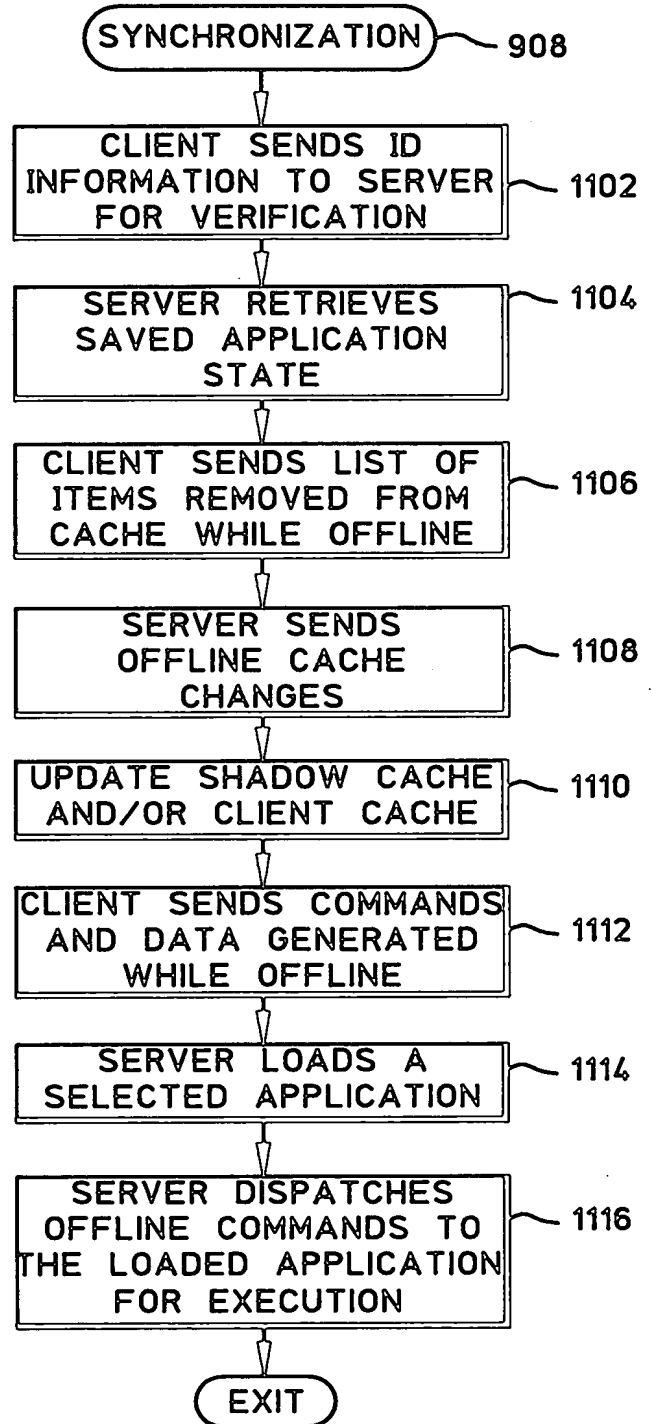 SYNCHRONIZATION
908
CLIENT SENDS ID
INFORMATION TO SERVER
FOR VERIFICATION
1102
SERVER RETRIEVES
SAVED APPLICATION
STATE
1104
CLIENT SENDS LIST OF
ITEMS REMOVED FROM
CACHE WHILE OFFLINE
1106
SERVER SENDS
OFFLINE CACHE
CHANGES
1108
UPDATE SHADOW CACHE
AND/OR CLIENT CACHE
1110
CLIENT SENDS COMMANDS
AND DATA GENERATED
WHILE OFFLINE
1112
SERVER LOADS A
SELECTED APPLICATION
1114
SERVER DISPATCHES
OFFLINE COMMANDS TO
THE LOADED APPLICATION
FOR EXECUTION
1116
EXIT